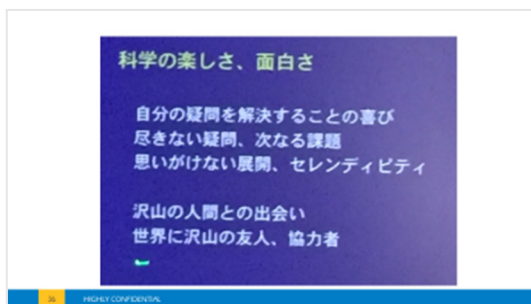 科学の楽しさ、面白さ
自分の疑問を解決することの喜び
尽きない疑問、次なる課題
思いがけない展開、セレンディピティ
沢山の人間との出会い
世界に沢山の友人、協力者
HIGHLY CONFIDENTIAL